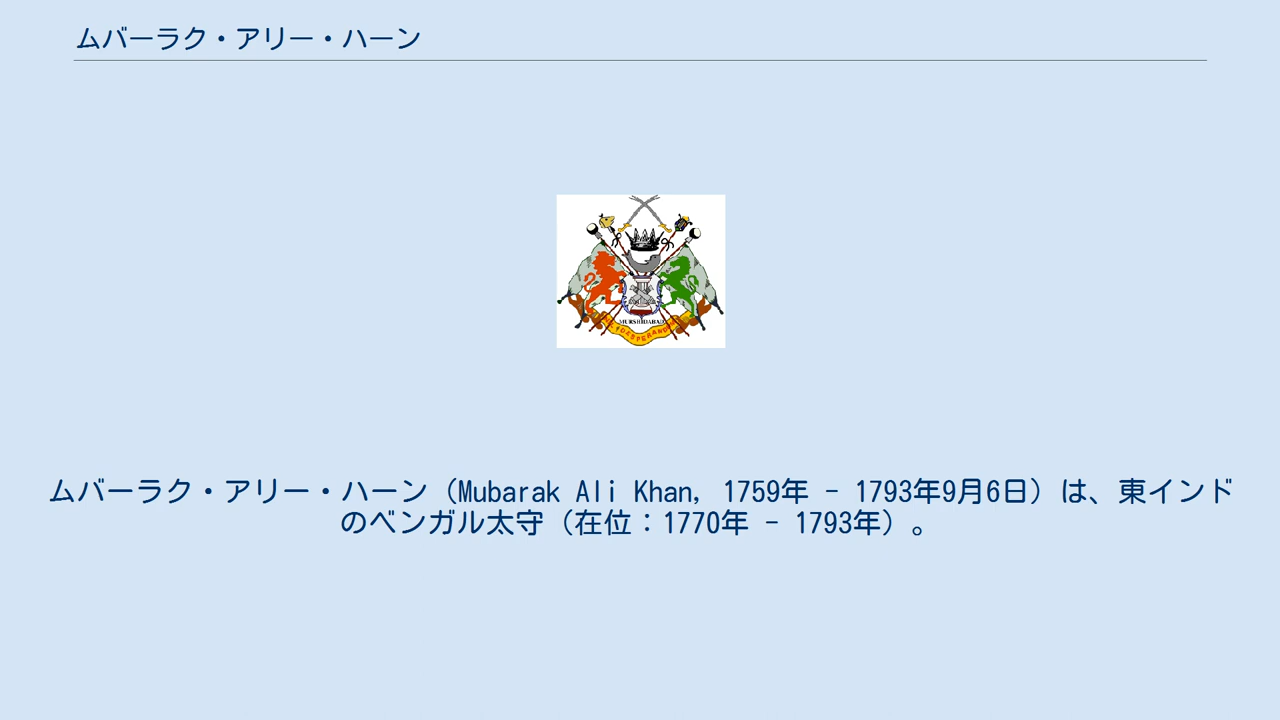 ムバーラク・アリー・ハーン
MURSHIDABAD
ムバーラク・アリー・ハーン（Mubarak Ali Khan, 1759年 - 1793年9月6日）は、東インド
のベンガル太守（在位：1770年 - 1793年）。